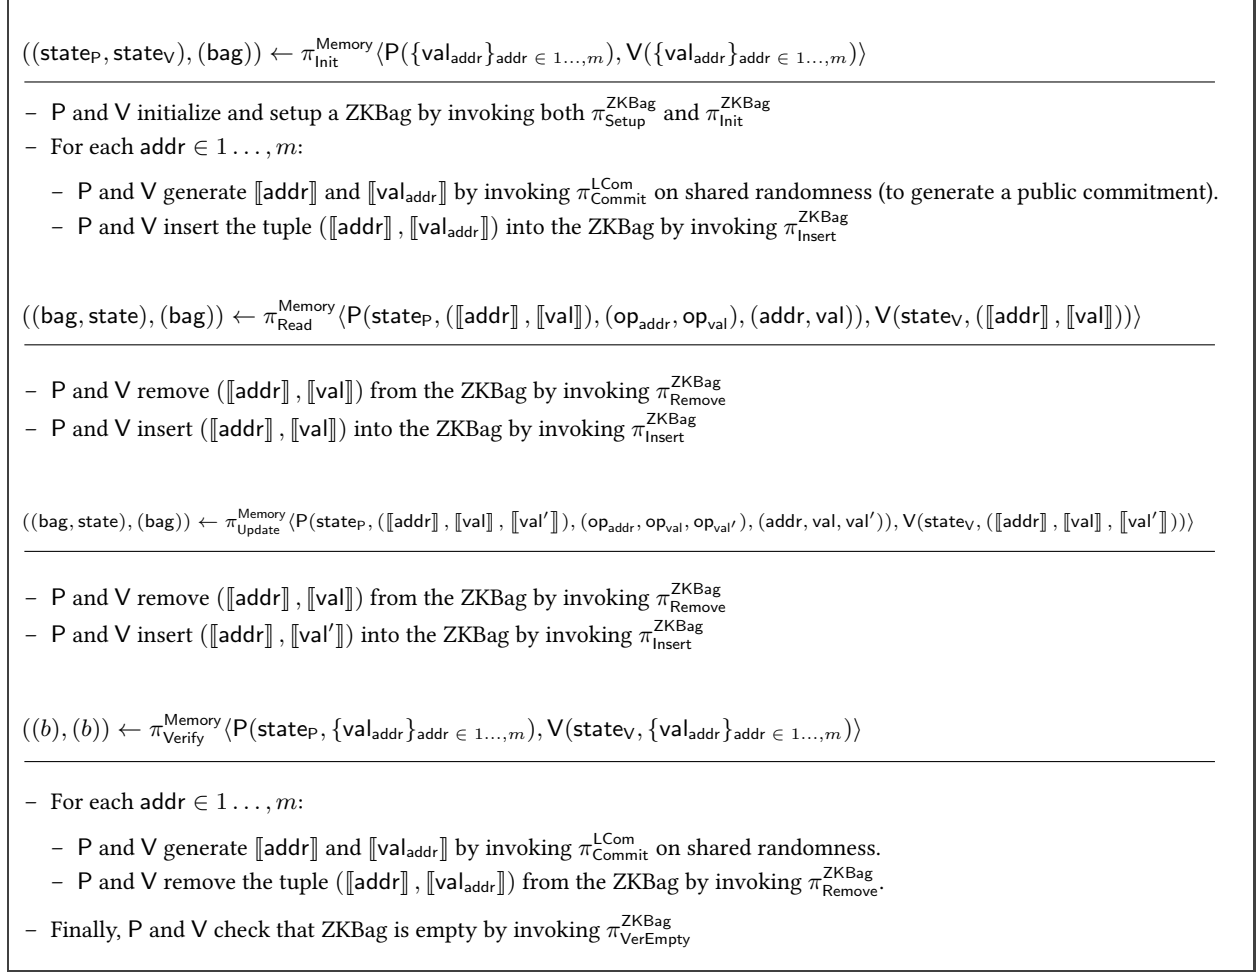 ((state_P, state_V), (bag)) ← π^Memory_Init⟨P({val_addr}_addr ∈ 1…,m), V({val_addr}_addr ∈ 1…,m)⟩
– P and V initialize and setup a ZKBag by invoking both π^ZKBag_Setup and π^ZKBag_Init
– For each addr ∈ 1 … , m:
– P and V generate ⟦addr⟧ and ⟦val_addr⟧ by invoking π^LCom_Commit on shared randomness (to generate a public commitment).
– P and V insert the tuple (⟦addr⟧ , ⟦val_addr⟧) into the ZKBag by invoking π^ZKBag_Insert
((bag, state), (bag)) ← π^Memory_Read⟨P(state_P, (⟦addr⟧ , ⟦val⟧), (op_addr, op_val), (addr, val)), V(state_V, (⟦addr⟧ , ⟦val⟧))⟩
– P and V remove (⟦addr⟧ , ⟦val⟧) from the ZKBag by invoking π^ZKBag_Remove
– P and V insert (⟦addr⟧ , ⟦val⟧) into the ZKBag by invoking π^ZKBag_Insert
((bag, state), (bag)) ← π^Memory_Update⟨P(state_P, (⟦addr⟧ , ⟦val⟧ , ⟦val′⟧), (op_addr, op_val, op_val′), (addr, val, val′)), V(state_V, (⟦addr⟧ , ⟦val⟧ , ⟦val′⟧))⟩
– P and V remove (⟦addr⟧ , ⟦val⟧) from the ZKBag by invoking π^ZKBag_Remove
– P and V insert (⟦addr⟧ , ⟦val′⟧) into the ZKBag by invoking π^ZKBag_Insert
((b), (b)) ← π^Memory_Verify⟨P(state_P, {val_addr}_addr ∈ 1…,m), V(state_V, {val_addr}_addr ∈ 1…,m)⟩
– For each addr ∈ 1 … , m:
– P and V generate ⟦addr⟧ and ⟦val_addr⟧ by invoking π^LCom_Commit on shared randomness.
– P and V remove the tuple (⟦addr⟧ , ⟦val_addr⟧) from the ZKBag by invoking π^ZKBag_Remove.
– Finally, P and V check that ZKBag is empty by invoking π^ZKBag_VerEmpty